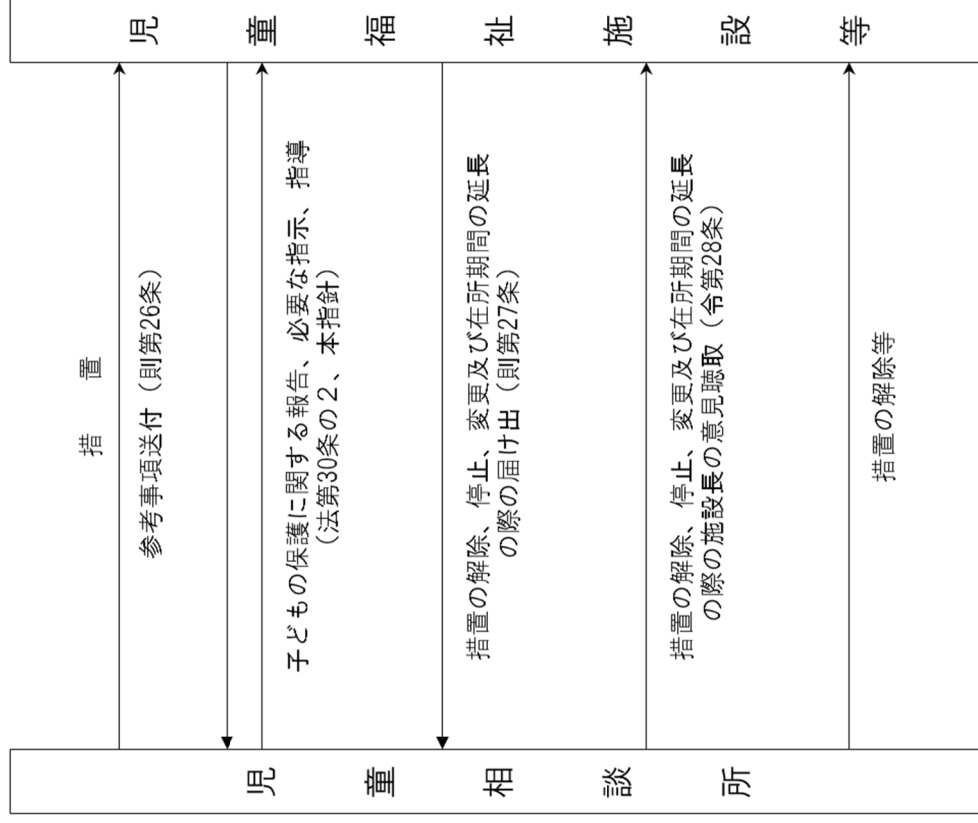 児童相談所
措 置
参考事項送付（則第26条）
子どもの保護に関する報告、必要な指示、指導
（法第30条の２、本指針）
措置の解除、停止、変更及び在所期間の延長
の際の届け出（則第27条）
措置の解除、停止、変更及び在所期間の延長
の際の施設長の意見聴取（令第28条）
措置の解除等
児童福祉施設等